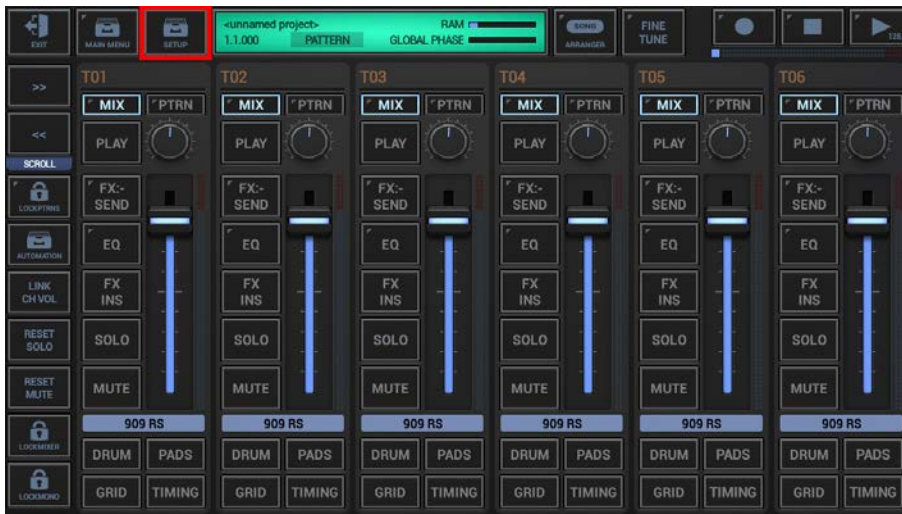 EXIT
MAIN MENU
SETUP
<unnamed project>
RAM
1.1.000
PATTERN
GLOBAL PHASE
SONG
ARRANGER
FINE
TUNE
128
>>
<<
SCROLL
LOCKPTRNS
AUTOMATION
LINK
CH VOL
RESET
SOLO
RESET
MUTE
LOCKMIXER
LOCKMONO
T01
MIX PTRN
PLAY
FX:-
SEND
EQ
FX
INS
SOLO
MUTE
909 RS
DRUM PADS
GRID TIMING
T02
MIX PTRN
PLAY
FX:-
SEND
EQ
FX
INS
SOLO
MUTE
909 RS
DRUM PADS
GRID TIMING
T03
MIX PTRN
PLAY
FX:-
SEND
EQ
FX
INS
SOLO
MUTE
909 RS
DRUM PADS
GRID TIMING
T04
MIX PTRN
PLAY
FX:-
SEND
EQ
FX
INS
SOLO
MUTE
909 RS
DRUM PADS
GRID TIMING
T05
MIX PTRN
PLAY
FX:-
SEND
EQ
FX
INS
SOLO
MUTE
909 RS
DRUM PADS
GRID TIMING
T06
MIX PTRN
PLAY
FX:-
SEND
EQ
FX
INS
SOLO
MUTE
909 RS
DRUM PADS
GRID TIMING